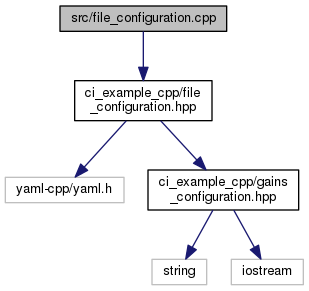 src/file_configuration.cpp
ci_example_cpp/file
_configuration.hpp
yaml-cpp/yaml.h
ci_example_cpp/gains
_configuration.hpp
string
iostream